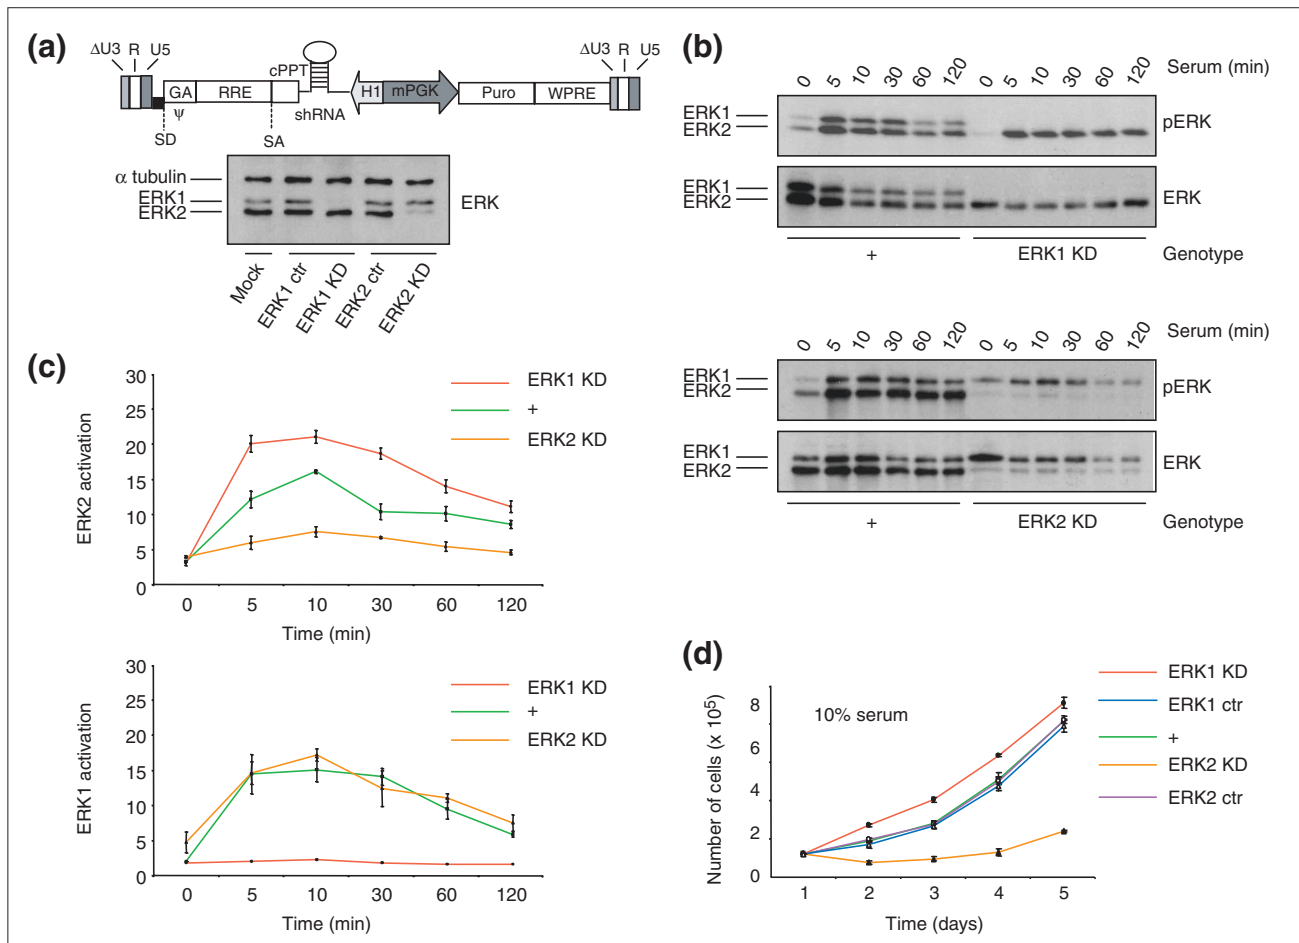 (a)
ΔU3 R U5
cPPT
ΔU3 R U5
GA RRE H1 mPGK Puro WPRE
ψ
shRNA
SD
SA
α tubulin
ERK1
ERK2
ERK
Mock
ERK1 ctr
ERK1 KD
ERK2 ctr
ERK2 KD
(b)
0 5 10 30 60 120 0 5 10 30 60 120 Serum (min)
ERK1
ERK2
pERK
ERK1
ERK2
ERK
+ ERK1 KD Genotype
0 5 10 30 60 120 0 5 10 30 60 120 Serum (min)
ERK1
ERK2
pERK
ERK1
ERK2
ERK
+ ERK2 KD Genotype
(c)
ERK2 activation
30
25
20
15
10
5
0
ERK1 KD
+
ERK2 KD
0 5 10 30 60 120
Time (min)
ERK1 activation
30
25
20
15
10
5
0
ERK1 KD
+
ERK2 KD
0 5 10 30 60 120
Time (min)
(d)
Number of cells (x 10⁵)
8
6
4
2
0
10% serum
ERK1 KD
ERK1 ctr
+
ERK2 KD
ERK2 ctr
1 2 3 4 5
Time (days)